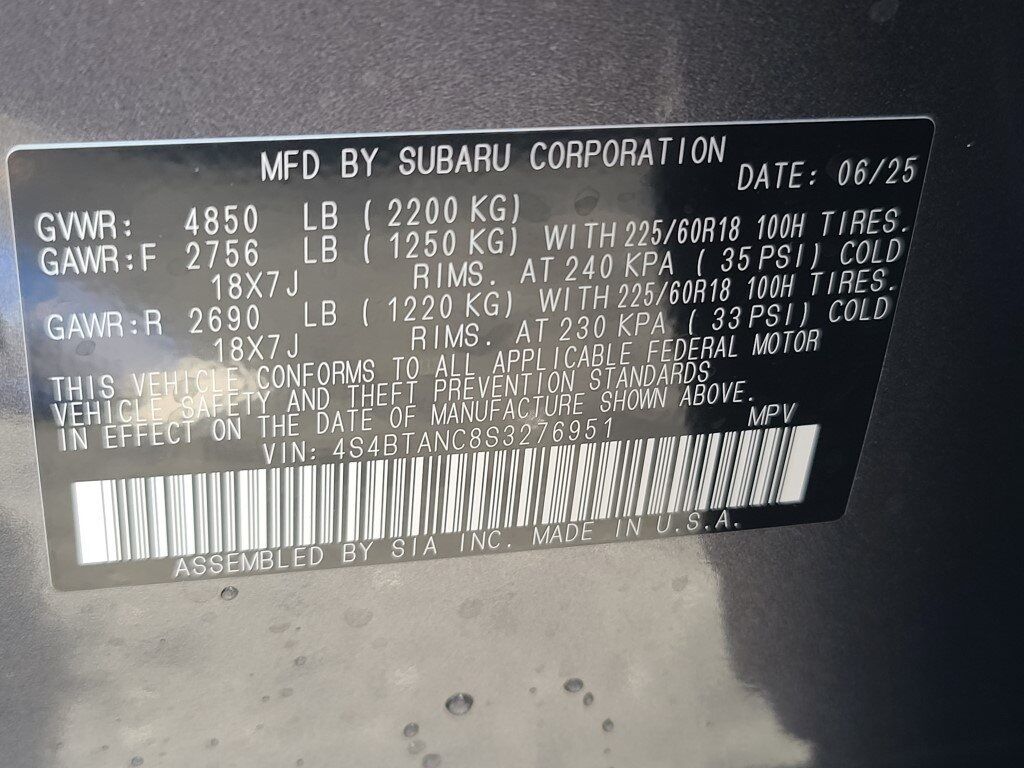 MFD BY SUBARU CORPORATION DATE: 06/25
GVWR: 4850 LB ( 2200 KG)
GAWR:F 2756 LB ( 1250 KG) WITH 225/60R18 100H TIRES.
18X7J RIMS. AT 240 KPA ( 35 PSI) COLD
GAWR:R 2690 LB ( 1220 KG) WITH 225/60R18 100H TIRES.
18X7J RIMS. AT 230 KPA ( 33 PSI) COLD
THIS VEHICLE CONFORMS TO ALL APPLICABLE FEDERAL MOTOR
VEHICLE SAFETY AND THEFT PREVENTION STANDARDS
IN EFFECT ON THE DATE OF MANUFACTURE SHOWN ABOVE.
VIN: 4S4BTANC8S3276951 MPV
ASSEMBLED BY SIA INC. MADE IN U.S.A.